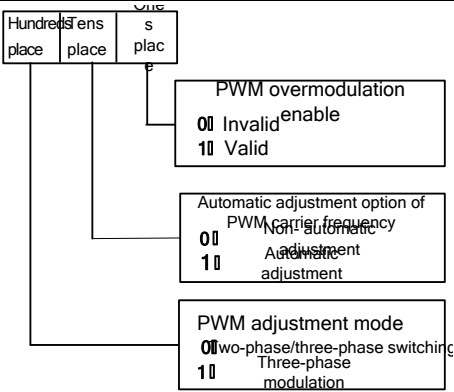 Hundreds
place
Tens
place
One
s
plac
e
PWM overmodulation
enable
0▯ Invalid
1▯ Valid
Automatic adjustment option of
PWM carrier frequency
0▯ Non- automatic
adjustment
1▯ Automatic
adjustment
PWM adjustment mode
0▯ Two-phase/three-phase switching
1▯ Three-phase
modulation